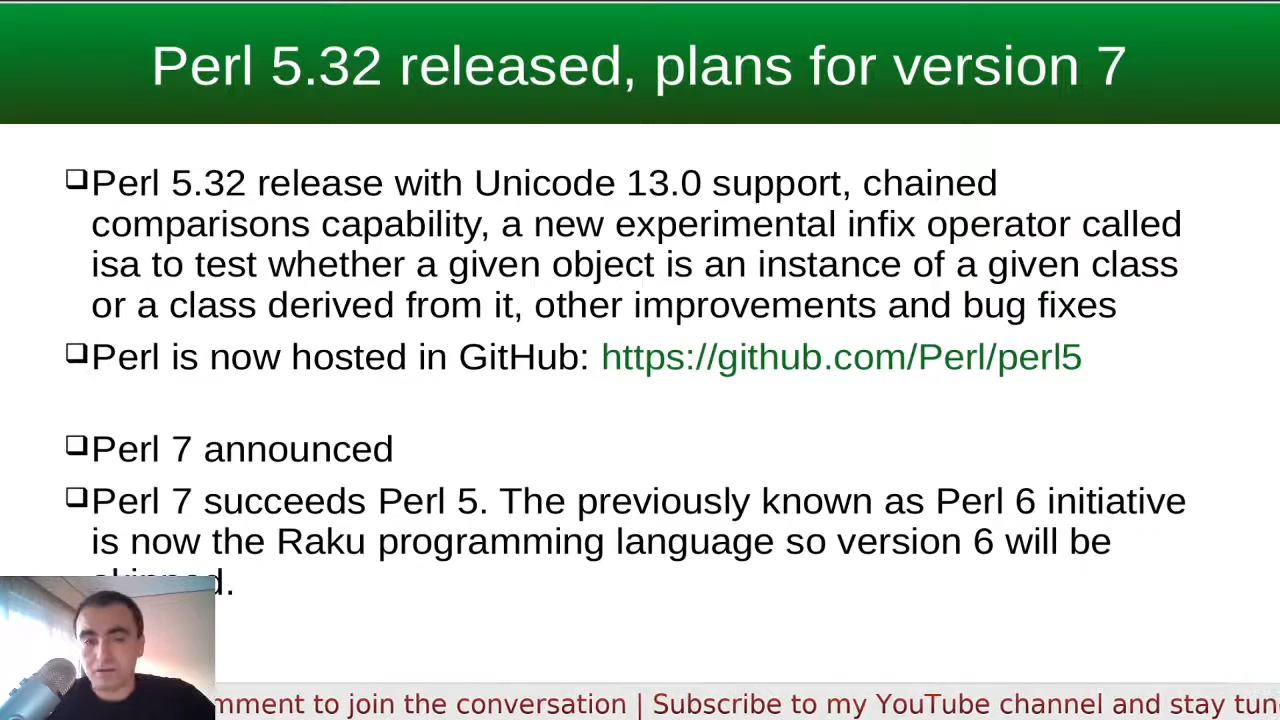 Perl 5.32 released, plans for version 7
Perl 5.32 release with Unicode 13.0 support, chained
comparisons capability, a new experimental infix operator called
isa to test whether a given object is an instance of a given class
or a class derived from it, other improvements and bug fixes
Perl is now hosted in GitHub: https://github.com/Perl/perl5
Perl 7 announced
Perl 7 succeeds Perl 5. The previously known as Perl 6 initiative
is now the Raku programming language so version 6 will be
to join the conversation | Subscribe to my YouTube channel and stay